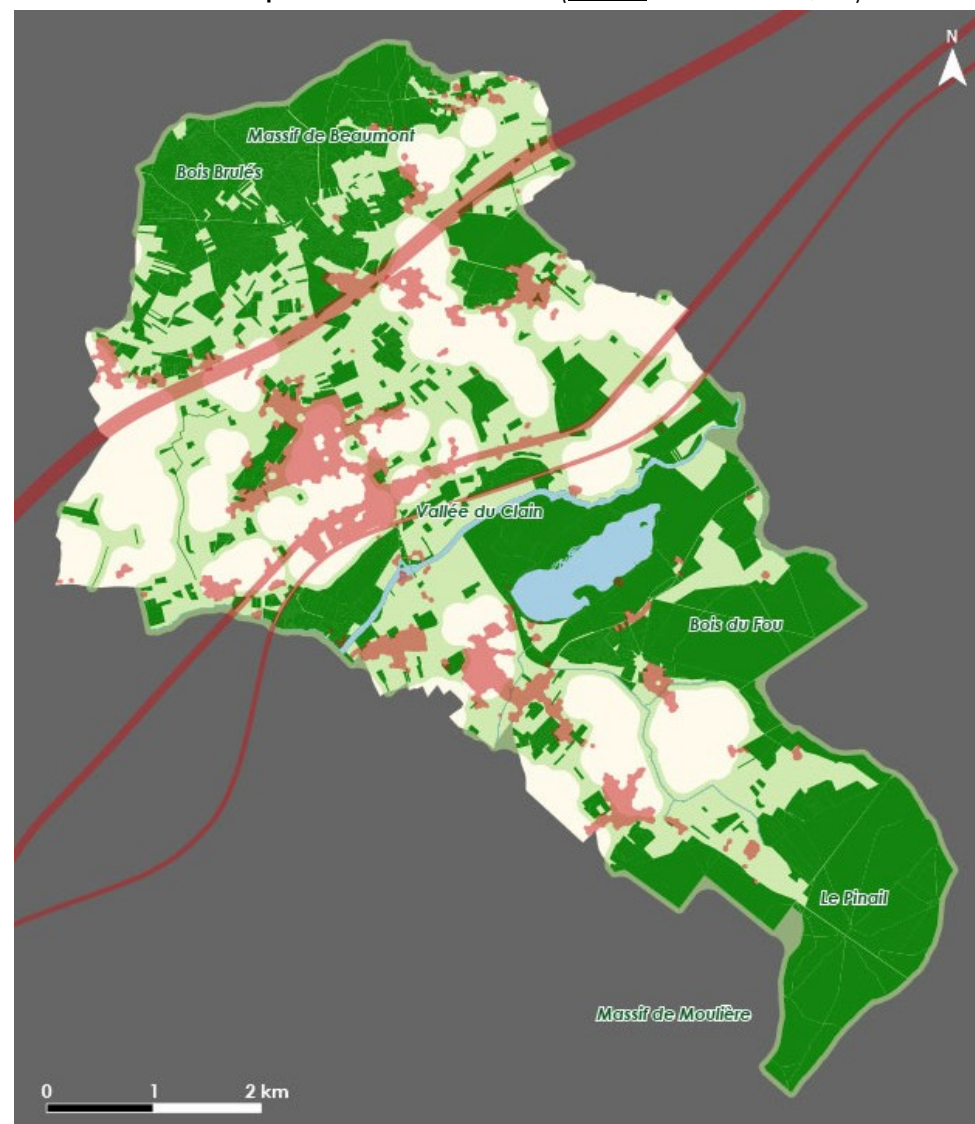 N
Massif de Beaumont
Bois Brulés
Vallée du Clain
Bois du Fou
Le Pinail
Massif de Moulière
0 1 2 km